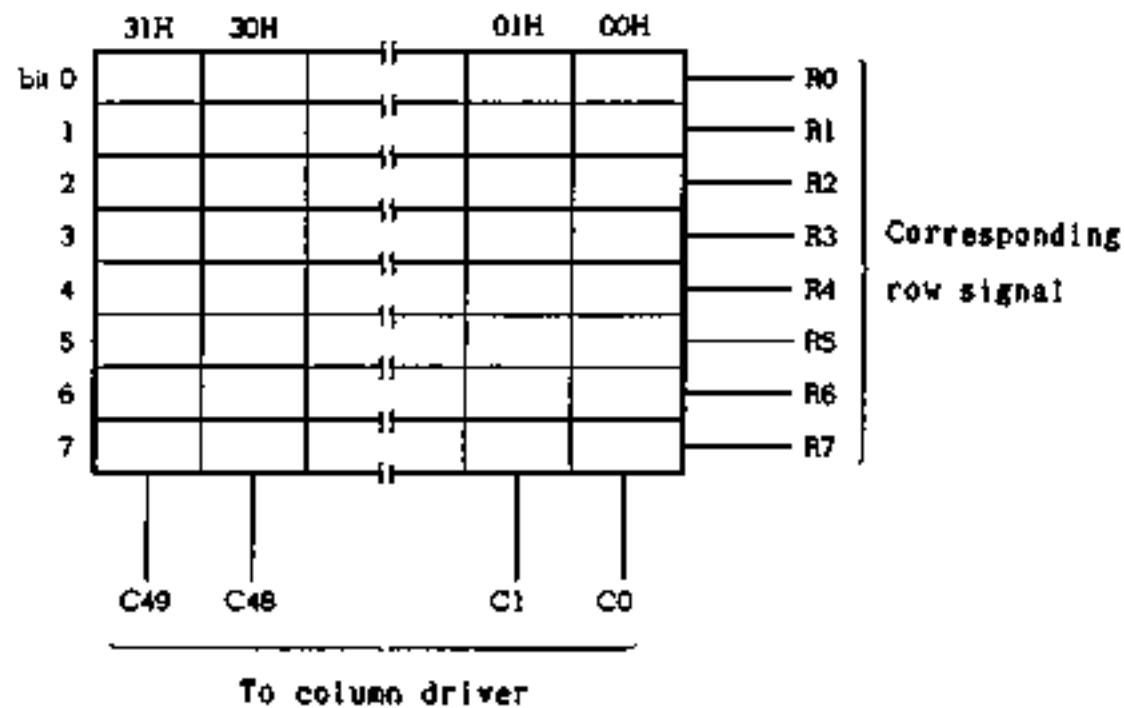 31H 30H 01H 00H
bit 0 R0
1 R1
2 R2
3 R3 Corresponding
4 R4 row signal
5 R5
6 R6
7 R7
C49 C48 C1 C0
To column driver